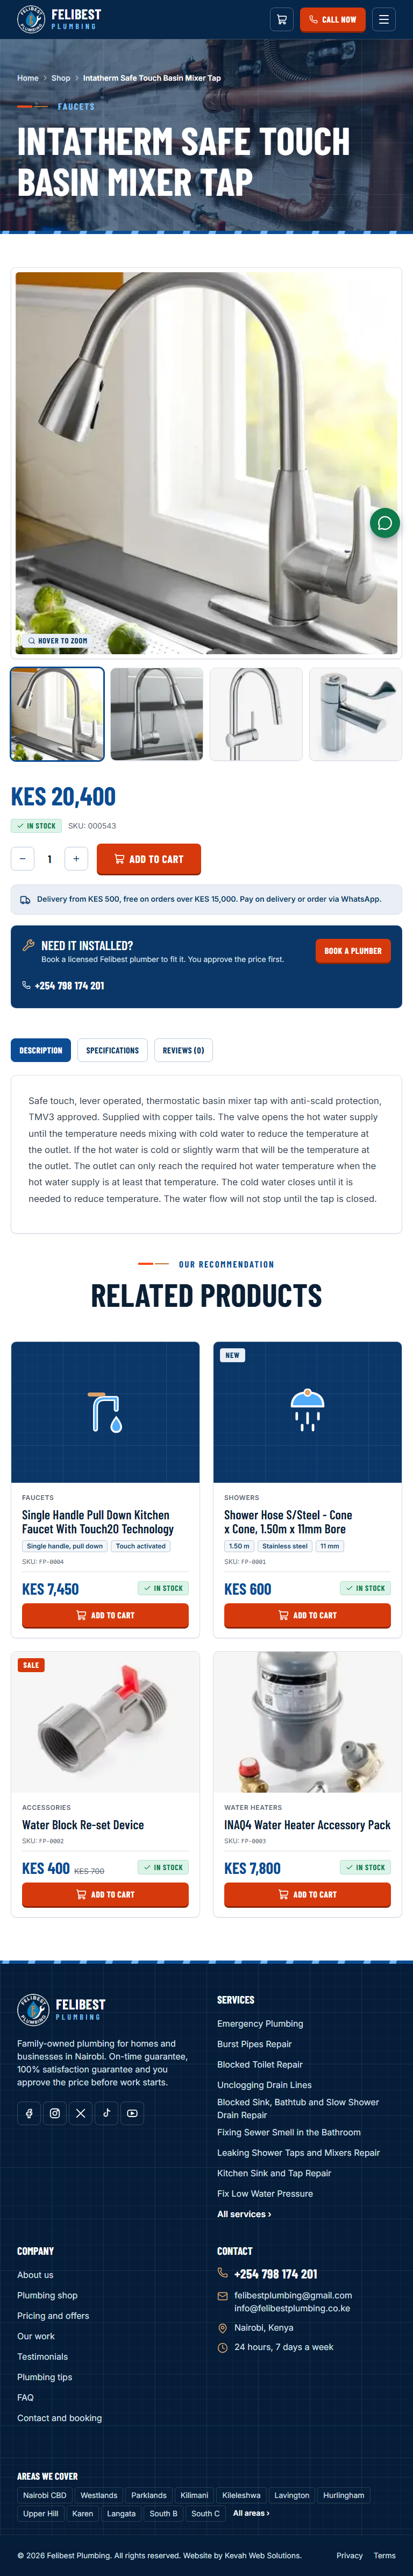 FELIBEST
PLUMBING
CALL NOW
Home > Shop > Intatherm Safe Touch Basin Mixer Tap
FAUCETS
INTATHERM SAFE TOUCH
BASIN MIXER TAP
HOVER TO ZOOM
KES 20,400
IN STOCK
SKU: 000543
− 1 +
ADD TO CART
Delivery from KES 500, free on orders over KES 15,000. Pay on delivery or order via WhatsApp.
NEED IT INSTALLED?
Book a licensed Felibest plumber to fit it. You approve the price first.
BOOK A PLUMBER
+254 798 174 201
DESCRIPTION
SPECIFICATIONS
REVIEWS (0)
Safe touch, lever operated, thermostatic basin mixer tap with anti-scald protection,
TMV3 approved. Supplied with copper tails. The valve opens the hot water supply
until the temperature needs mixing with cold water to reduce the temperature at
the outlet. If the hot water is cold or slightly warm that will be the temperature at
the outlet. The outlet can only reach the required hot water temperature when the
hot water supply is at least that temperature. The cold water closes until it is
needed to reduce temperature. The water flow will not stop until the tap is closed.
OUR RECOMMENDATION
RELATED PRODUCTS
FAUCETS
Single Handle Pull Down Kitchen
Faucet With Touch20 Technology
Single handle, pull down
Touch activated
SKU: FP-0004
KES 7,450
IN STOCK
ADD TO CART
NEW
SHOWERS
Shower Hose S/Steel - Cone
x Cone, 1.50m x 11mm Bore
1.50 m
Stainless steel
11 mm
SKU: FP-0001
KES 600
IN STOCK
ADD TO CART
SALE
ACCESSORIES
Water Block Re-set Device
SKU: FP-0002
KES 400 KES 700
IN STOCK
ADD TO CART
WATER HEATERS
INAQ4 Water Heater Accessory Pack
SKU: FP-0003
KES 7,800
IN STOCK
ADD TO CART
FELIBEST
PLUMBING
Family-owned plumbing for homes and
businesses in Nairobi. On-time guarantee,
100% satisfaction guarantee and you
approve the price before work starts.
SERVICES
Emergency Plumbing
Burst Pipes Repair
Blocked Toilet Repair
Unclogging Drain Lines
Blocked Sink, Bathtub and Slow Shower
Drain Repair
Fixing Sewer Smell in the Bathroom
Leaking Shower Taps and Mixers Repair
Kitchen Sink and Tap Repair
Fix Low Water Pressure
All services ›
COMPANY
About us
Plumbing shop
Pricing and offers
Our work
Testimonials
Plumbing tips
FAQ
Contact and booking
CONTACT
+254 798 174 201
felibestplumbing@gmail.com
info@felibestplumbing.co.ke
Nairobi, Kenya
24 hours, 7 days a week
AREAS WE COVER
Nairobi CBD
Westlands
Parklands
Kilimani
Kileleshwa
Lavington
Hurlingham
Upper Hill
Karen
Langata
South B
South C
All areas ›
© 2026 Felibest Plumbing. All rights reserved. Website by Kevah Web Solutions.
Privacy
Terms